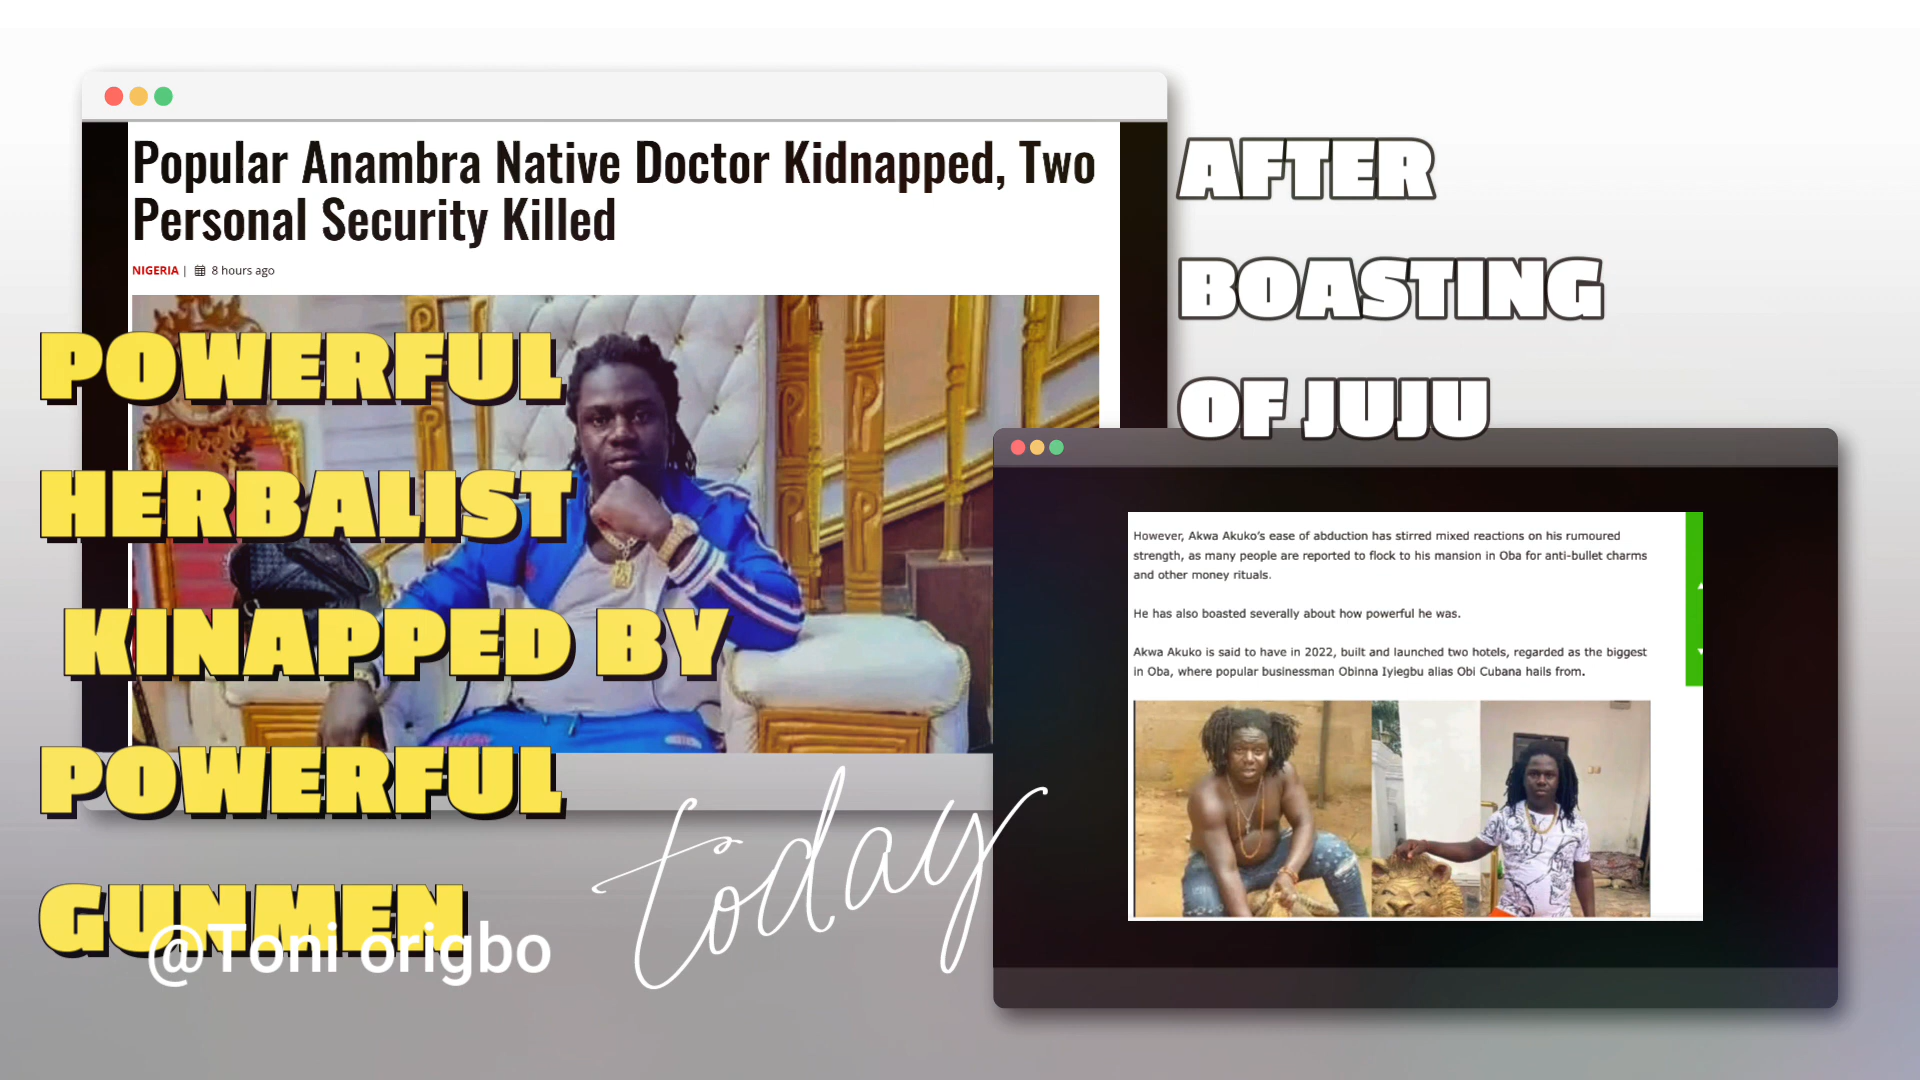 Popular Anambra Native Doctor Kidnapped, Two
Personal Security Killed
NIGERIA | 8 hours ago
POWERFUL
HERBALIST
KINAPPED BY
POWERFUL
GUNMEN
@Toni origbo
today
AFTER
BOASTING
OF JUJU
However, Akwa Akuko's ease of abduction has stirred mixed reactions on his rumoured
strength, as many people are reported to flock to his mansion in Oba for anti-bullet charms
and other money rituals.
He has also boasted severally about how powerful he was.
Akwa Akuko is said to have in 2022, built and launched two hotels, regarded as the biggest
in Oba, where popular businessman Obinna Iyiegbu alias Obi Cubana hails from.